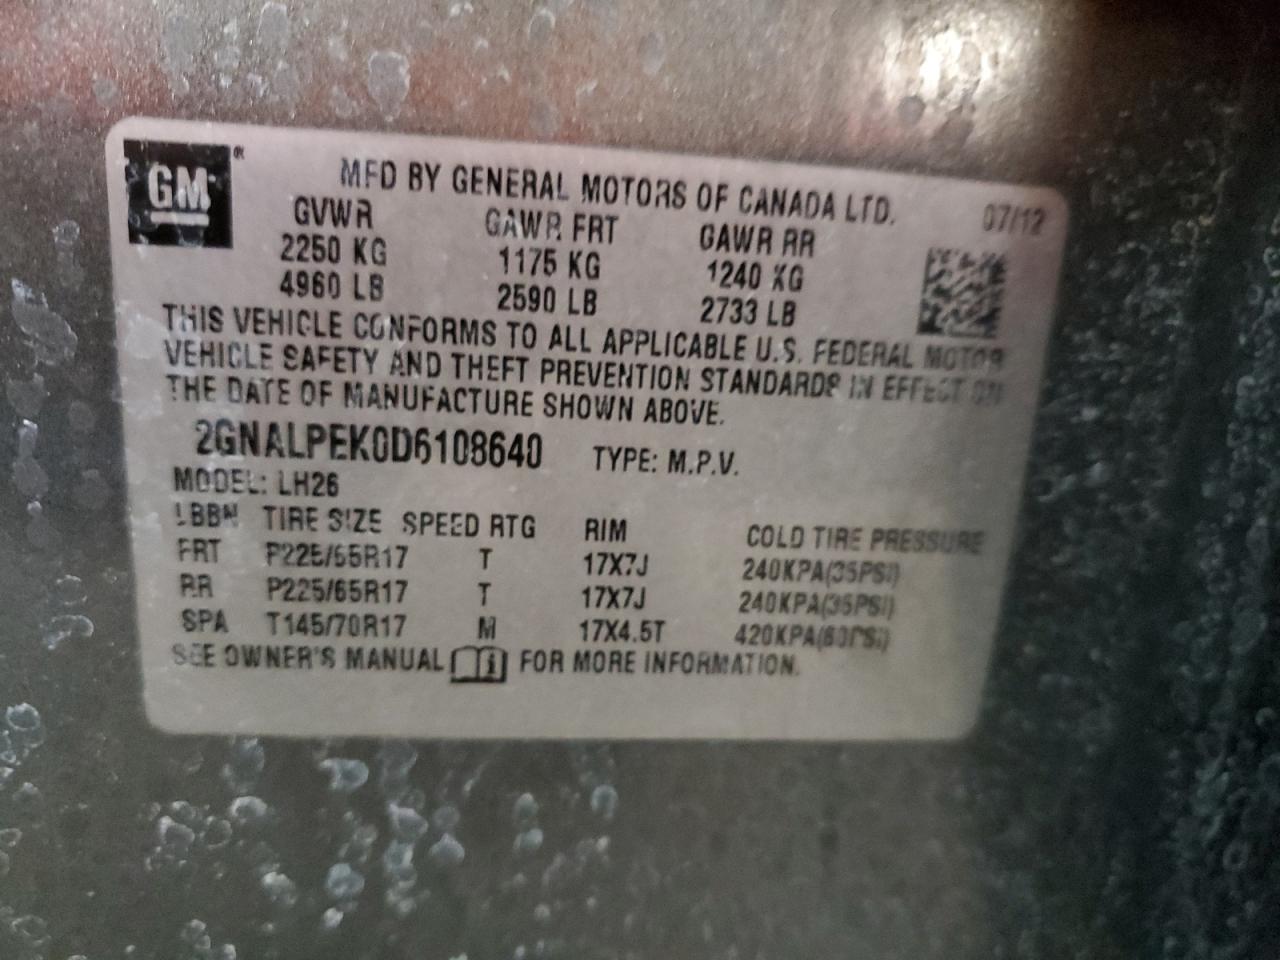 GM®
MFD BY GENERAL MOTORS OF CANADA LTD. 07/12
GVWR GAWR FRT GAWR RR
2250 KG 1175 KG 1240 KG
4960 LB 2590 LB 2733 LB
THIS VEHICLE CONFORMS TO ALL APPLICABLE U.S. FEDERAL MOTOR
VEHICLE SAFETY AND THEFT PREVENTION STANDARDS IN EFFECT ON
THE DATE OF MANUFACTURE SHOWN ABOVE.
2GNALPEK0D6108640 TYPE: M.P.V.
MODEL: LH26
TIRE SIZE SPEED RTG RIM COLD TIRE PRESSURE
FRT P225/65R17 T 17X7J 240KPA(35PSI)
RR P225/65R17 T 17X7J 240KPA(35PSI)
SPA T145/70R17 M 17X4.5T 420KPA(60PSI)
SEE OWNER'S MANUAL FOR MORE INFORMATION.